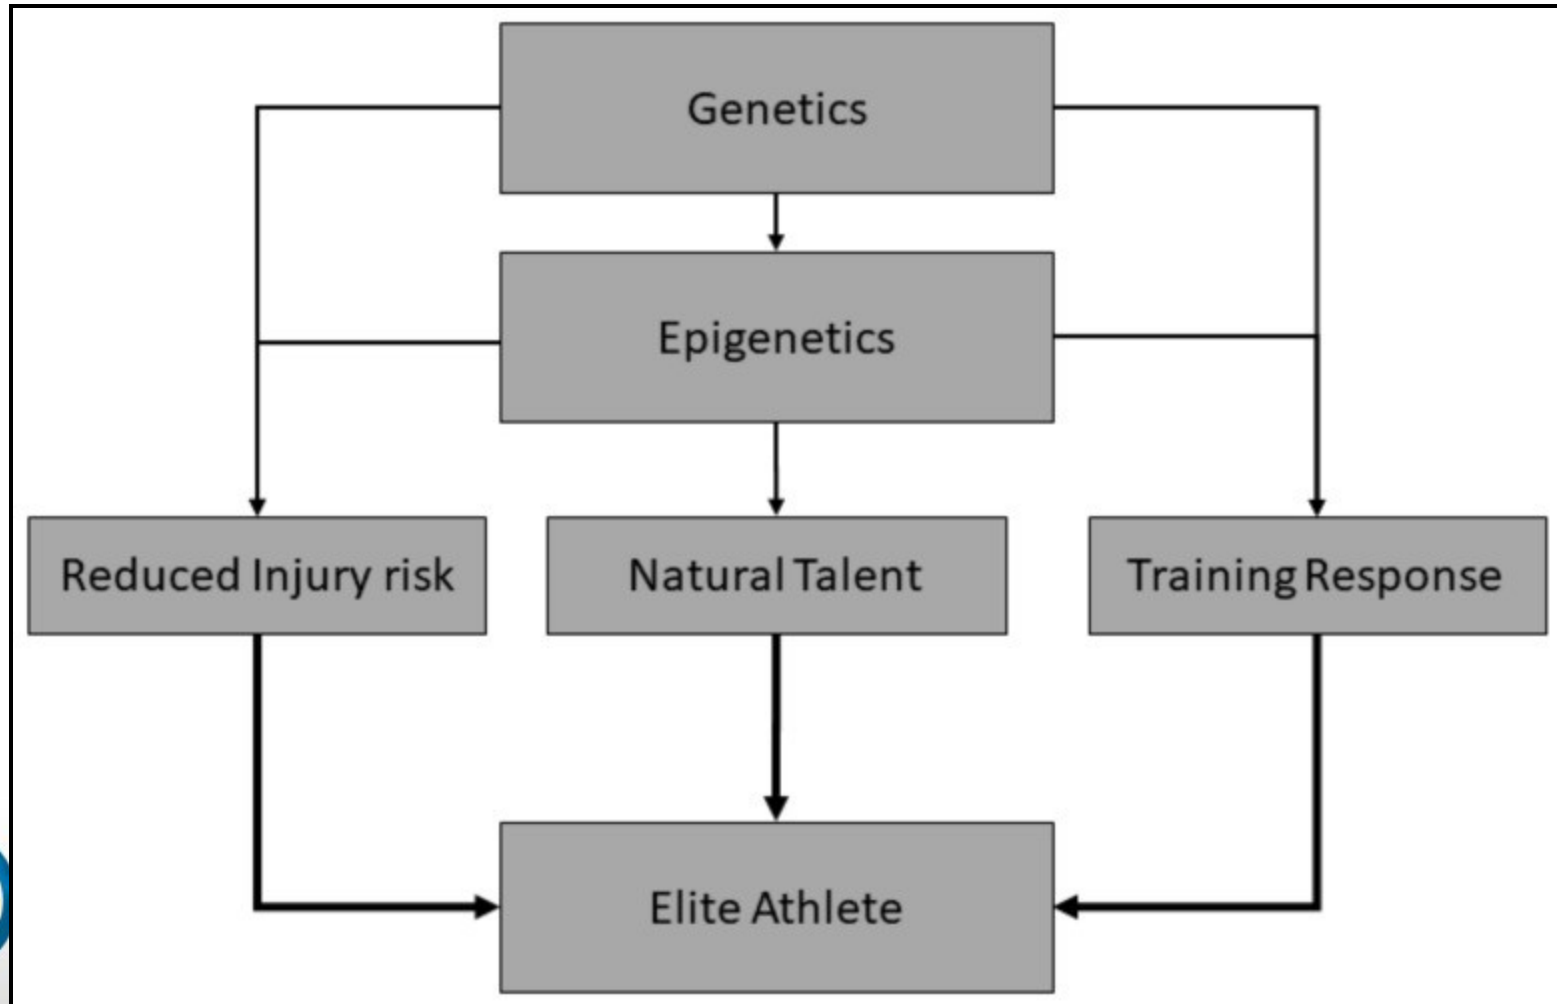 Genetics
Epigenetics
Reduced Injury risk
Natural Talent
Training Response
Elite Athlete